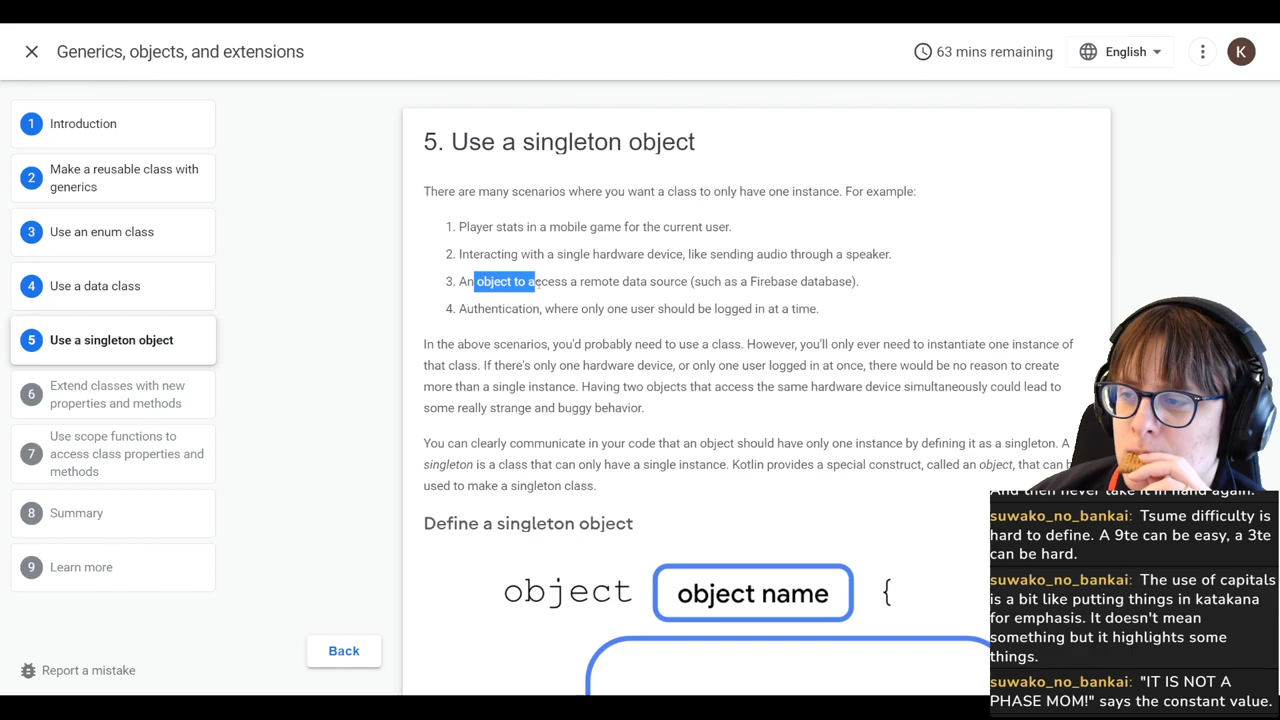 Generics, objects, and extensions
63 mins remaining
English
K
1 Introduction
2 Make a reusable class with
generics
3 Use an enum class
4 Use a data class
5 Use a singleton object
6 Extend classes with new
properties and methods
7 Use scope functions to
access class properties and
methods
8 Summary
9 Learn more
Report a mistake
Back
5. Use a singleton object
There are many scenarios where you want a class to only have one instance. For example:
1. Player stats in a mobile game for the current user.
2. Interacting with a single hardware device, like sending audio through a speaker.
3. An object to access a remote data source (such as a Firebase database).
4. Authentication, where only one user should be logged in at a time.
In the above scenarios, you'd probably need to use a class. However, you'll only ever need to instantiate one instance of
that class. If there's only one hardware device, or only one user logged in at once, there would be no reason to create
more than a single instance. Having two objects that access the same hardware device simultaneously could lead to
some really strange and buggy behavior.
You can clearly communicate in your code that an object should have only one instance by defining it as a singleton. A
singleton is a class that can only have a single instance. Kotlin provides a special construct, called an object, that can b
used to make a singleton class.
Define a singleton object
object object name {
And then never take it in hand again.
suwako_no_bankai: Tsume difficulty is
hard to define. A 9te can be easy, a 3te
can be hard.
suwako_no_bankai: The use of capitals
is a bit like putting things in katakana
for emphasis. It doesn't mean
something but it highlights some
things.
suwako_no_bankai: "IT IS NOT A
PHASE MOM!" says the constant value.